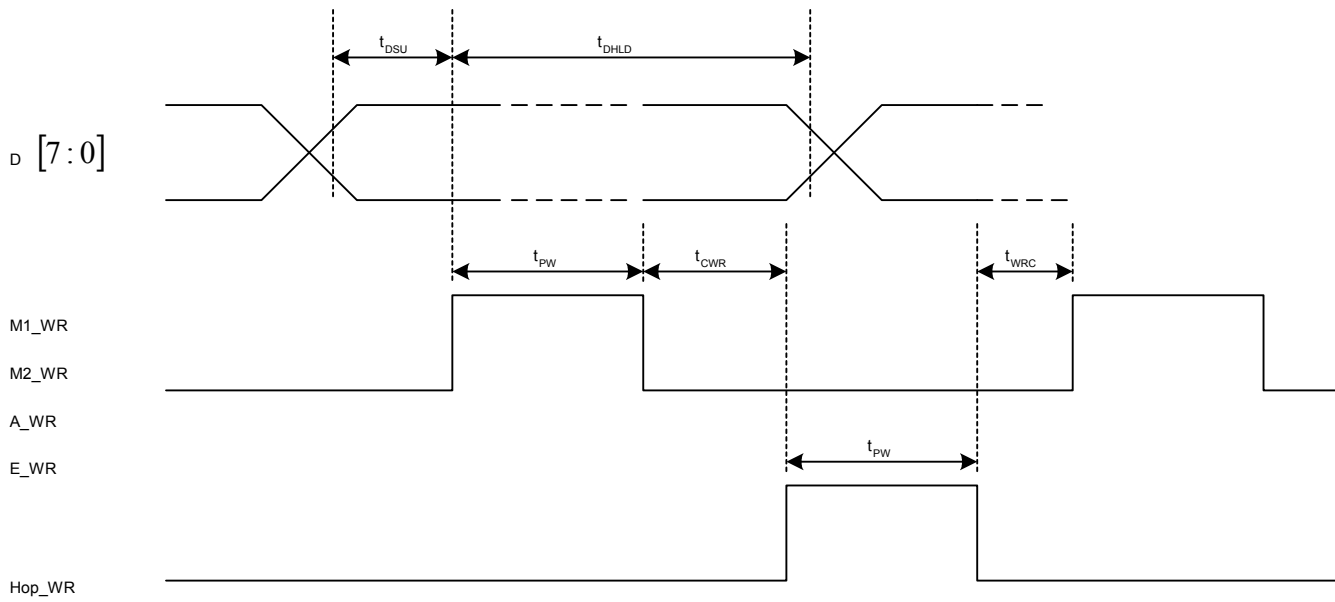 tDSU
tDHLD
D [7 : 0]
tPW
tCWR
tWRC
M1_WR
M2_WR
A_WR
E_WR
tPW
Hop_WR